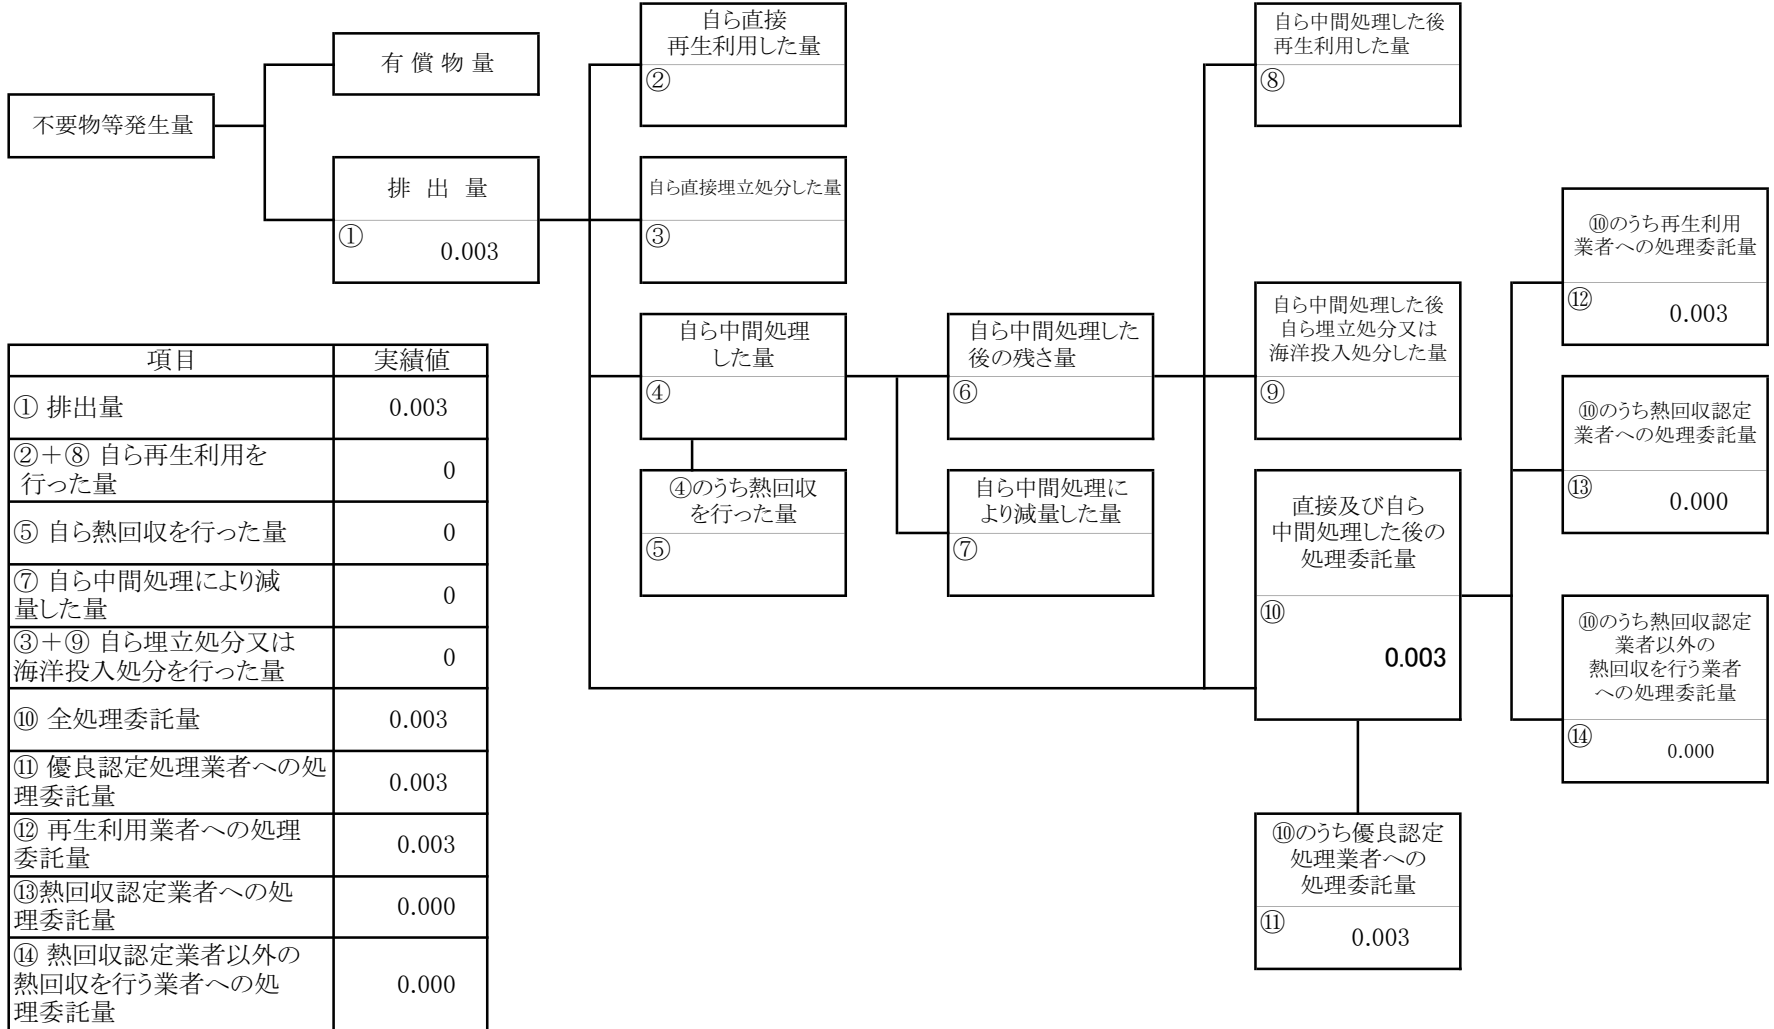 不要物等発生量
有 償 物 量
排 出 量
①
0.003
自ら直接
再生利用した量
②
自ら直接埋立処分した量
③
自ら中間処理
した量
④
④のうち熱回収
を行った量
⑤
自ら中間処理した
後の残さ量
⑥
自ら中間処理に
より減量した量
⑦
自ら中間処理した後
再生利用した量
⑧
自ら中間処理した後
自ら埋立処分又は
海洋投入処分した量
⑨
直接及び自ら
中間処理した後の
処理委託量
⑩
0.003
⑩のうち優良認定
処理業者への
処理委託量
⑪
0.003
⑩のうち再生利用
業者への処理委託量
⑫
0.003
⑩のうち熱回収認定
業者への処理委託量
⑬
0.000
⑩のうち熱回収認定
業者以外の
熱回収を行う業者
への処理委託量
⑭
0.000
項目 実績値
① 排出量 0.003
②＋⑧ 自ら再生利用を
行った量 0
⑤ 自ら熱回収を行った量 0
⑦ 自ら中間処理により減
量した量 0
③＋⑨ 自ら埋立処分又は
海洋投入処分を行った量 0
⑩ 全処理委託量 0.003
⑪ 優良認定処理業者への処
理委託量 0.003
⑫ 再生利用業者への処理
委託量 0.003
⑬熱回収認定業者への処
理委託量 0.000
⑭ 熱回収認定業者以外の
熱回収を行う業者への処 0.000
理委託量